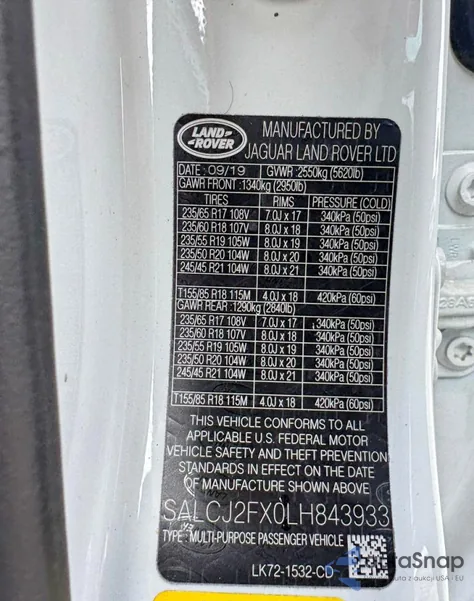 LAND-
ROVER
MANUFACTURED BY
JAGUAR LAND ROVER LTD
DATE : 09/19 GVWR : 2550kg (5620lb)
GAWR FRONT : 1340kg (2950lb)
TIRES RIMS PRESSURE (COLD)
235/65 R17 108V 7.0J x 17 340kPa (50psi)
235/60 R18 107V 8.0J x 18 340kPa (50psi)
235/55 R19 105W 8.0J x 19 340kPa (50psi)
235/50 R20 104W 8.0J x 20 340kPa (50psi)
245/45 R21 104W 8.0J x 21 340kPa (50psi)
T155/85 R18 115M 4.0J x 18 420kPa (60psi)
GAWR REAR : 1290kg (2840lb)
235/65 R17 108V 7.0J x 17 340kPa (50psi)
235/60 R18 107V 8.0J x 18 340kPa (50psi)
235/55 R19 105W 8.0J x 19 340kPa (50psi)
235/50 R20 104W 8.0J x 20 340kPa (50psi)
245/45 R21 104W 8.0J x 21 340kPa (50psi)
T155/85 R18 115M 4.0J x 18 420kPa (60psi)
THIS VEHICLE CONFORMS TO ALL
APPLICABLE U.S. FEDERAL MOTOR
VEHICLE SAFETY AND THEFT PREVENTION
STANDARDS IN EFFECT ON THE DATE
OF MANUFACTURE SHOWN ABOVE
SALCJ2FX0LH843933
TYPE : MULTI-PURPOSE PASSENGER VEHICLE
LK72-1532-CD